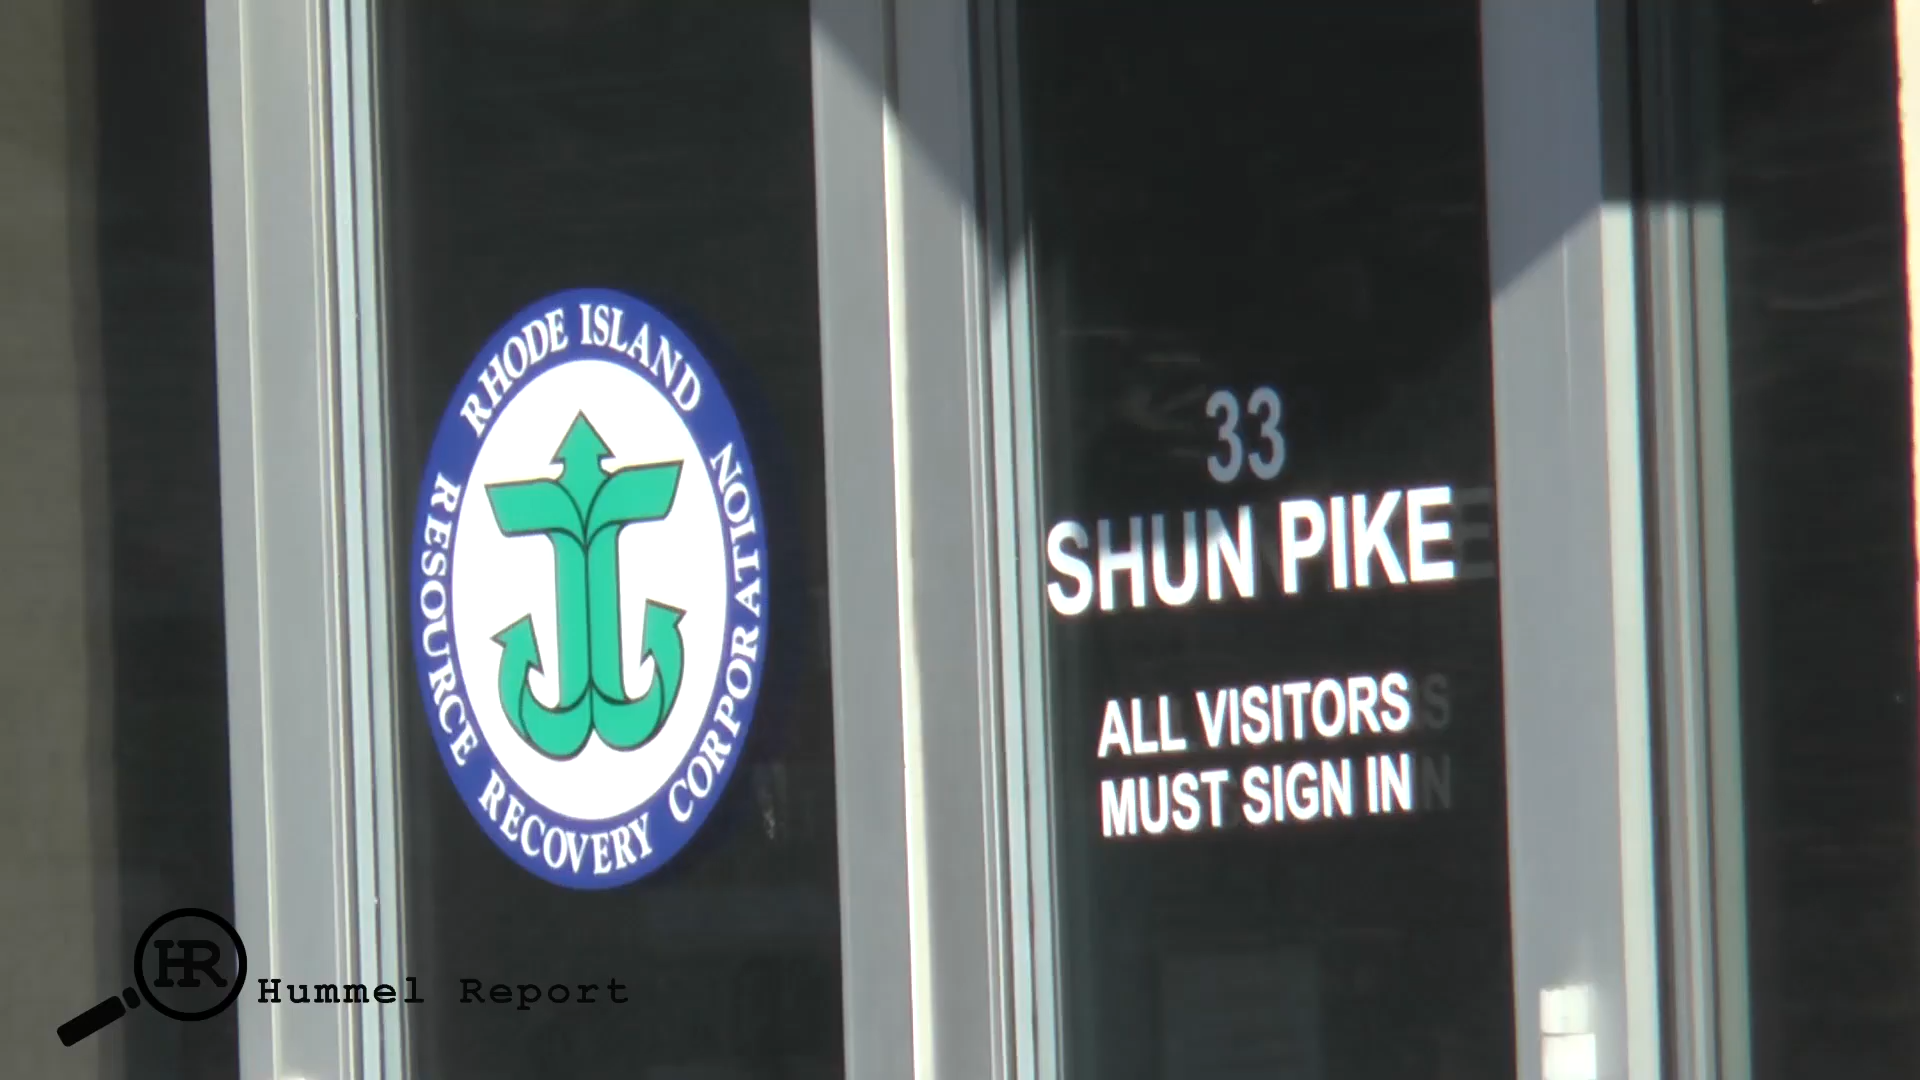 RHODE ISLAND
RESOURCE RECOVERY CORPORATION
33
SHUN PIKE
ALL VISITORS
MUST SIGN IN
HR
Hummel Report